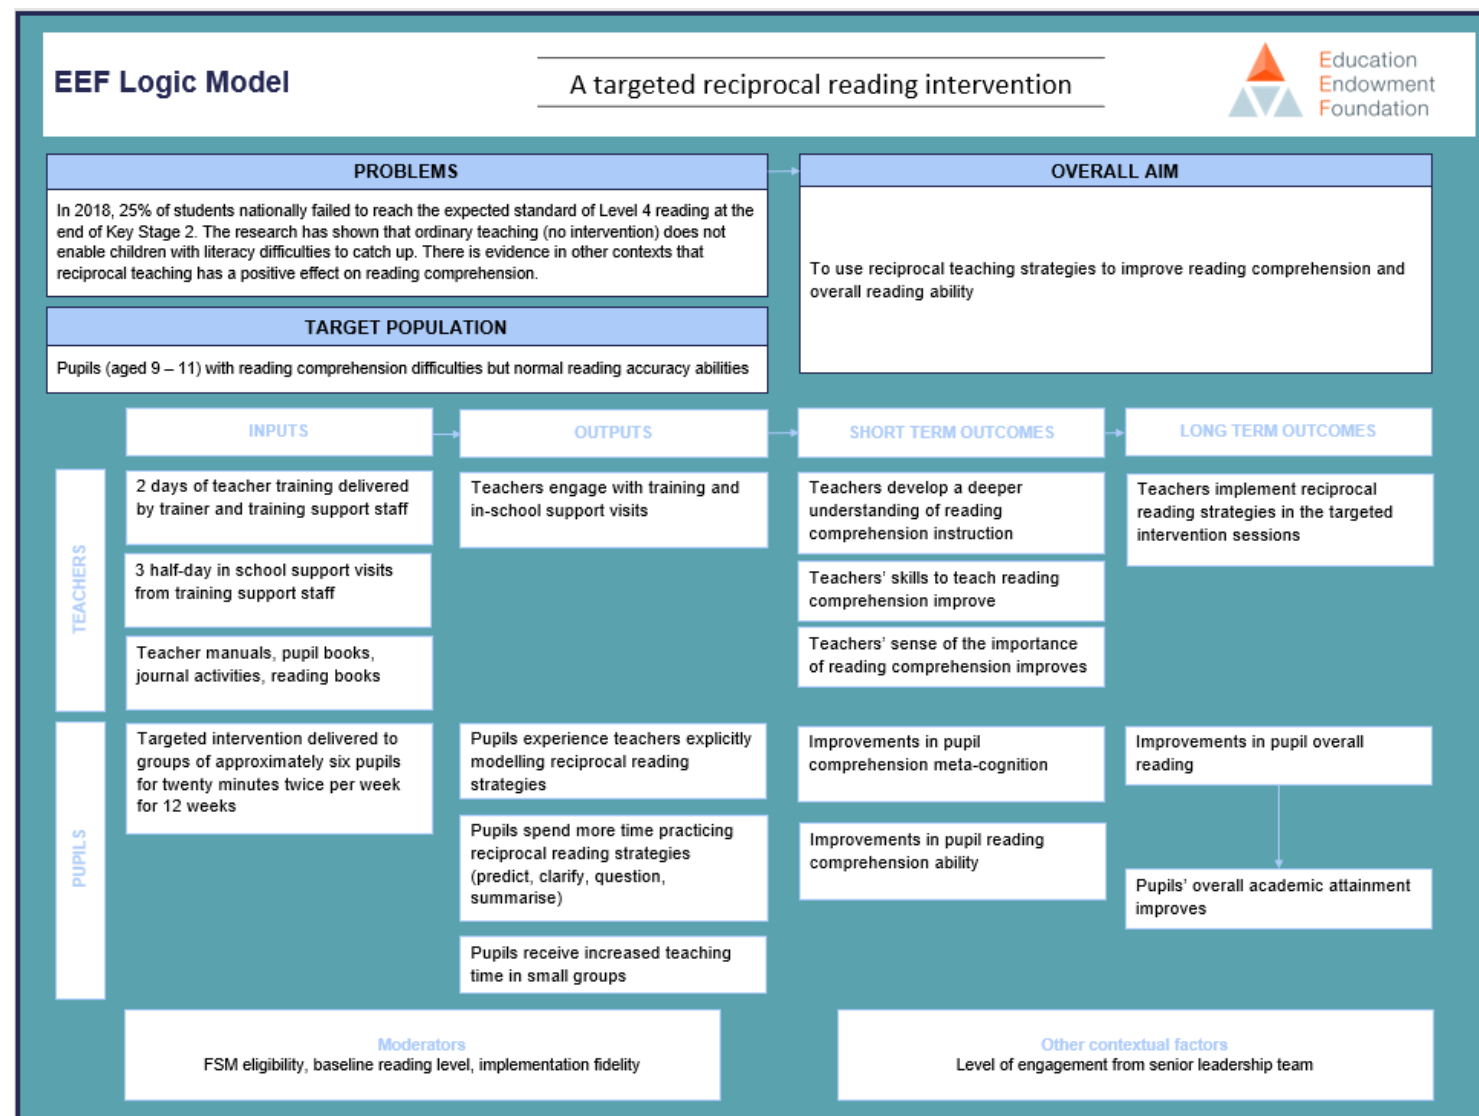 EEF Logic Model
A targeted reciprocal reading intervention
Education
Endowment
Foundation
PROBLEMS
In 2018, 25% of students nationally failed to reach the expected standard of Level 4 reading at the
end of Key Stage 2. The research has shown that ordinary teaching (no intervention) does not
enable children with literacy difficulties to catch up. There is evidence in other contexts that
reciprocal teaching has a positive effect on reading comprehension.
OVERALL AIM
To use reciprocal teaching strategies to improve reading comprehension and
overall reading ability
TARGET POPULATION
Pupils (aged 9 – 11) with reading comprehension difficulties but normal reading accuracy abilities
INPUTS
OUTPUTS
SHORT TERM OUTCOMES
LONG TERM OUTCOMES
TEACHERS
2 days of teacher training delivered
by trainer and training support staff
3 half-day in school support visits
from training support staff
Teacher manuals, pupil books,
journal activities, reading books
Teachers engage with training and
in-school support visits
Teachers develop a deeper
understanding of reading
comprehension instruction
Teachers' skills to teach reading
comprehension improve
Teachers' sense of the importance
of reading comprehension improves
Teachers implement reciprocal
reading strategies in the targeted
intervention sessions
PUPILS
Targeted intervention delivered to
groups of approximately six pupils
for twenty minutes twice per week
for 12 weeks
Pupils experience teachers explicitly
modelling reciprocal reading
strategies
Pupils spend more time practicing
reciprocal reading strategies
(predict, clarify, question,
summarise)
Pupils receive increased teaching
time in small groups
Improvements in pupil
comprehension meta-cognition
Improvements in pupil reading
comprehension ability
Improvements in pupil overall
reading
Pupils' overall academic attainment
improves
Moderators
FSM eligibility, baseline reading level, implementation fidelity
Other contextual factors
Level of engagement from senior leadership team